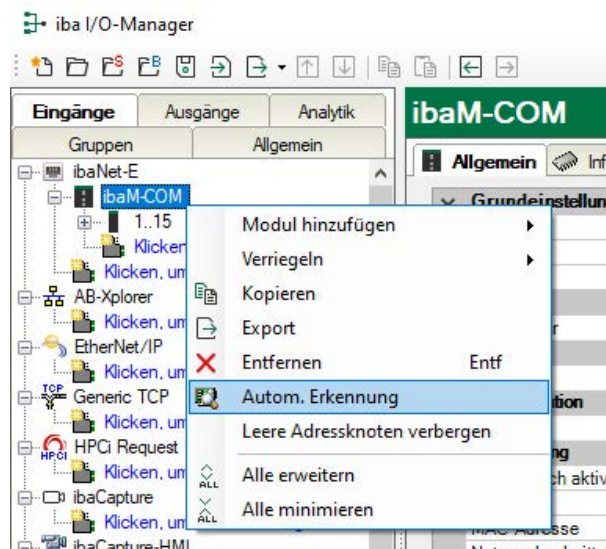 iba I/O-Manager
Eingänge Ausgänge Analytik
Gruppen Allgemein
ibaM-COM
Allgemein
ibaNet-E
ibaM-COM
1..15
Klicken
Klicken, um
AB-Xplorer
Klicken, um
EtherNet/IP
Klicken, um
Generic TCP
Klicken, um
HPCi Request
Klicken, um
ibaCapture
Klicken, um
ibaCapture-HMI
Modul hinzufügen
Verriegeln
Kopieren
Export
Entfernen Entf
Autom. Erkennung
Leere Adressknoten verbergen
Alle erweitern
Alle minimieren
MAC-Adresse